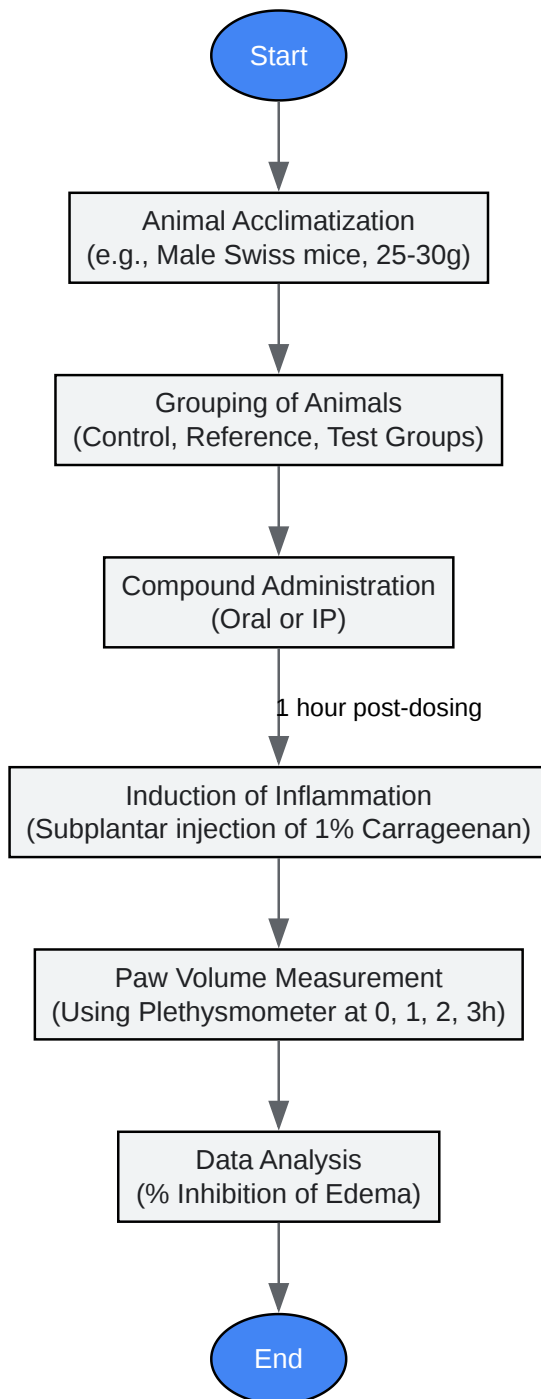 Start
Animal Acclimatization
(e.g., Male Swiss mice, 25-30g)
Grouping of Animals
(Control, Reference, Test Groups)
Compound Administration
(Oral or IP)
1 hour post-dosing
Induction of Inflammation
(Subplantar injection of 1% Carrageenan)
Paw Volume Measurement
(Using Plethysmometer at 0, 1, 2, 3h)
Data Analysis
(% Inhibition of Edema)
End